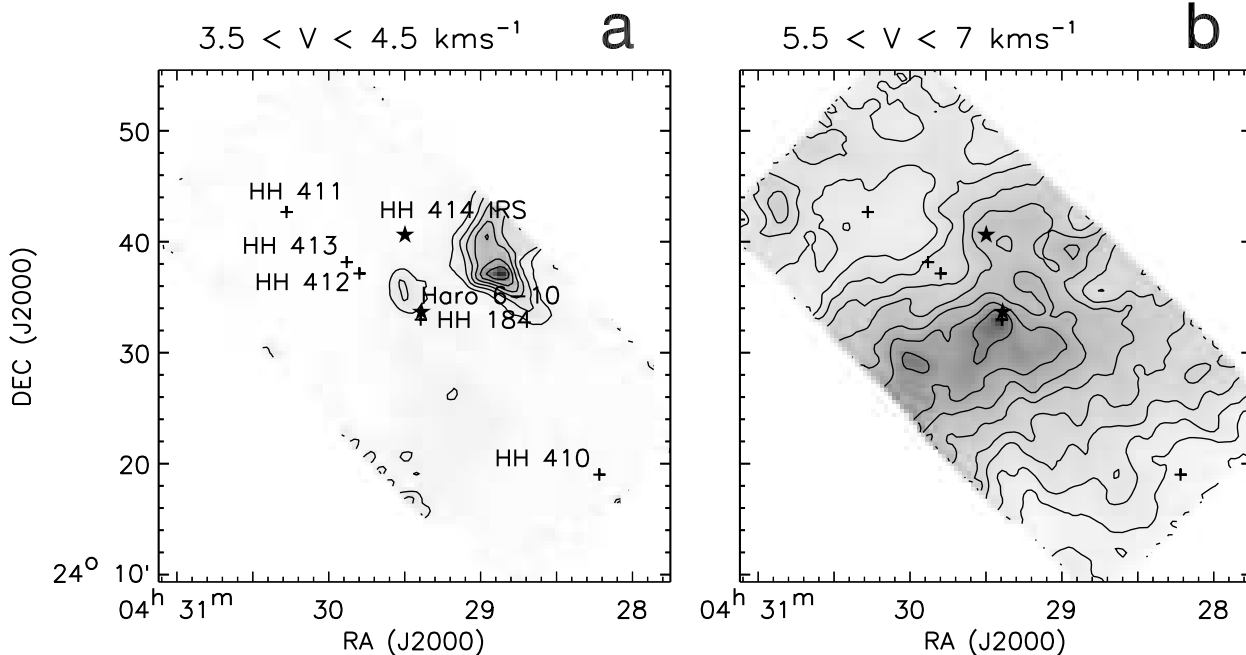 3.5 < V < 4.5 kms⁻¹ a
5.5 < V < 7 kms⁻¹ b
50
HH 411
HH 414 IRS
40
HH 413
HH 412
Haro 6-10
HH 184
30
20
HH 410
24° 10'
DEC (J2000)
04ʰ 31ᵐ 30 29 28
RA (J2000)
04ʰ 31ᵐ 30 29 28
RA (J2000)